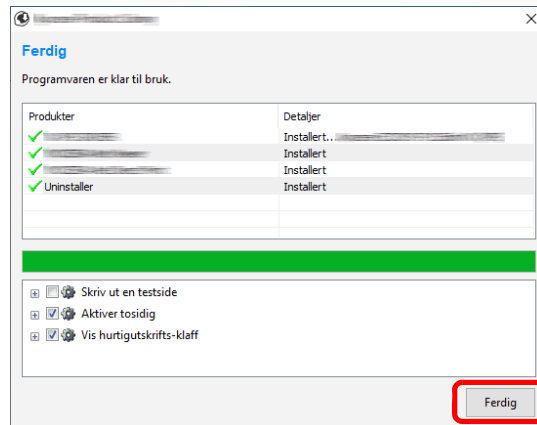 Ferdig
Programvaren er klar til bruk.
Produkter Detaljer
Installert..
Installert
Installert
Uninstaller Installert
Skriv ut en testside
Aktiver tosidig
Vis hurtigutskrifts-klaff
Ferdig